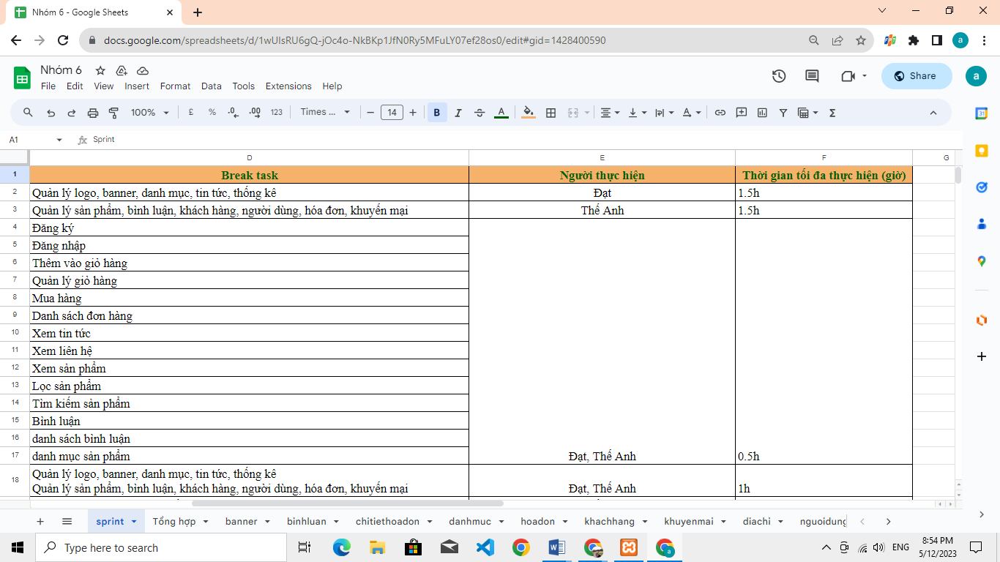 Nhóm 6 - Google Sheets
docs.google.com/spreadsheets/d/1wUIsRU6gQ-jOc4o-NkBKp1JfN0Ry5MFuLY07ef28os0/edit#gid=1428400590
a
Nhóm 6
File Edit View Insert Format Data Tools Extensions Help
Share
a
100% £ % .0 .00 123 Times ... 14 B I A
A1 fx Sprint
D E F G
1 Break task Người thực hiện Thời gian tối đa thực hiện (giờ)
2 Quản lý logo, banner, danh mục, tin tức, thống kê Đạt 1.5h
3 Quản lý sản phẩm, bình luận, khách hàng, người dùng, hóa đơn, khuyến mại Thế Anh 1.5h
4 Đăng ký
5 Đăng nhập
6 Thêm vào giỏ hàng
7 Quản lý giỏ hàng
8 Mua hàng
9 Danh sách đơn hàng
10 Xem tin tức
11 Xem liên hệ
12 Xem sản phẩm
13 Lọc sản phẩm
14 Tìm kiếm sản phẩm
15 Bình luận
16 danh sách bình luận
17 danh mục sản phẩm Đạt, Thế Anh 0.5h
18 Quản lý logo, banner, danh mục, tin tức, thống kê
Quản lý sản phẩm, bình luận, khách hàng, người dùng, hóa đơn, khuyến mại Đạt, Thế Anh 1h
sprint Tổng hợp banner binhluan chitiethoadon danhmuc hoadon khachhang khuyenmai diachi nguoidung
Type here to search
ENG
8:54 PM
5/12/2023